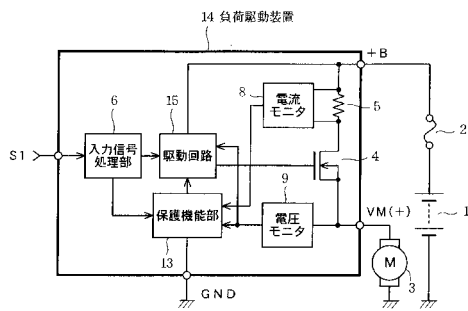 14 負荷駆動装置
+B
6
15
8
電流
モニタ
5
2
S1
入力信号
処理部
駆動回路
4
9
1
保護機能部
電圧
モニタ
VM(+)
13
M
3
GND